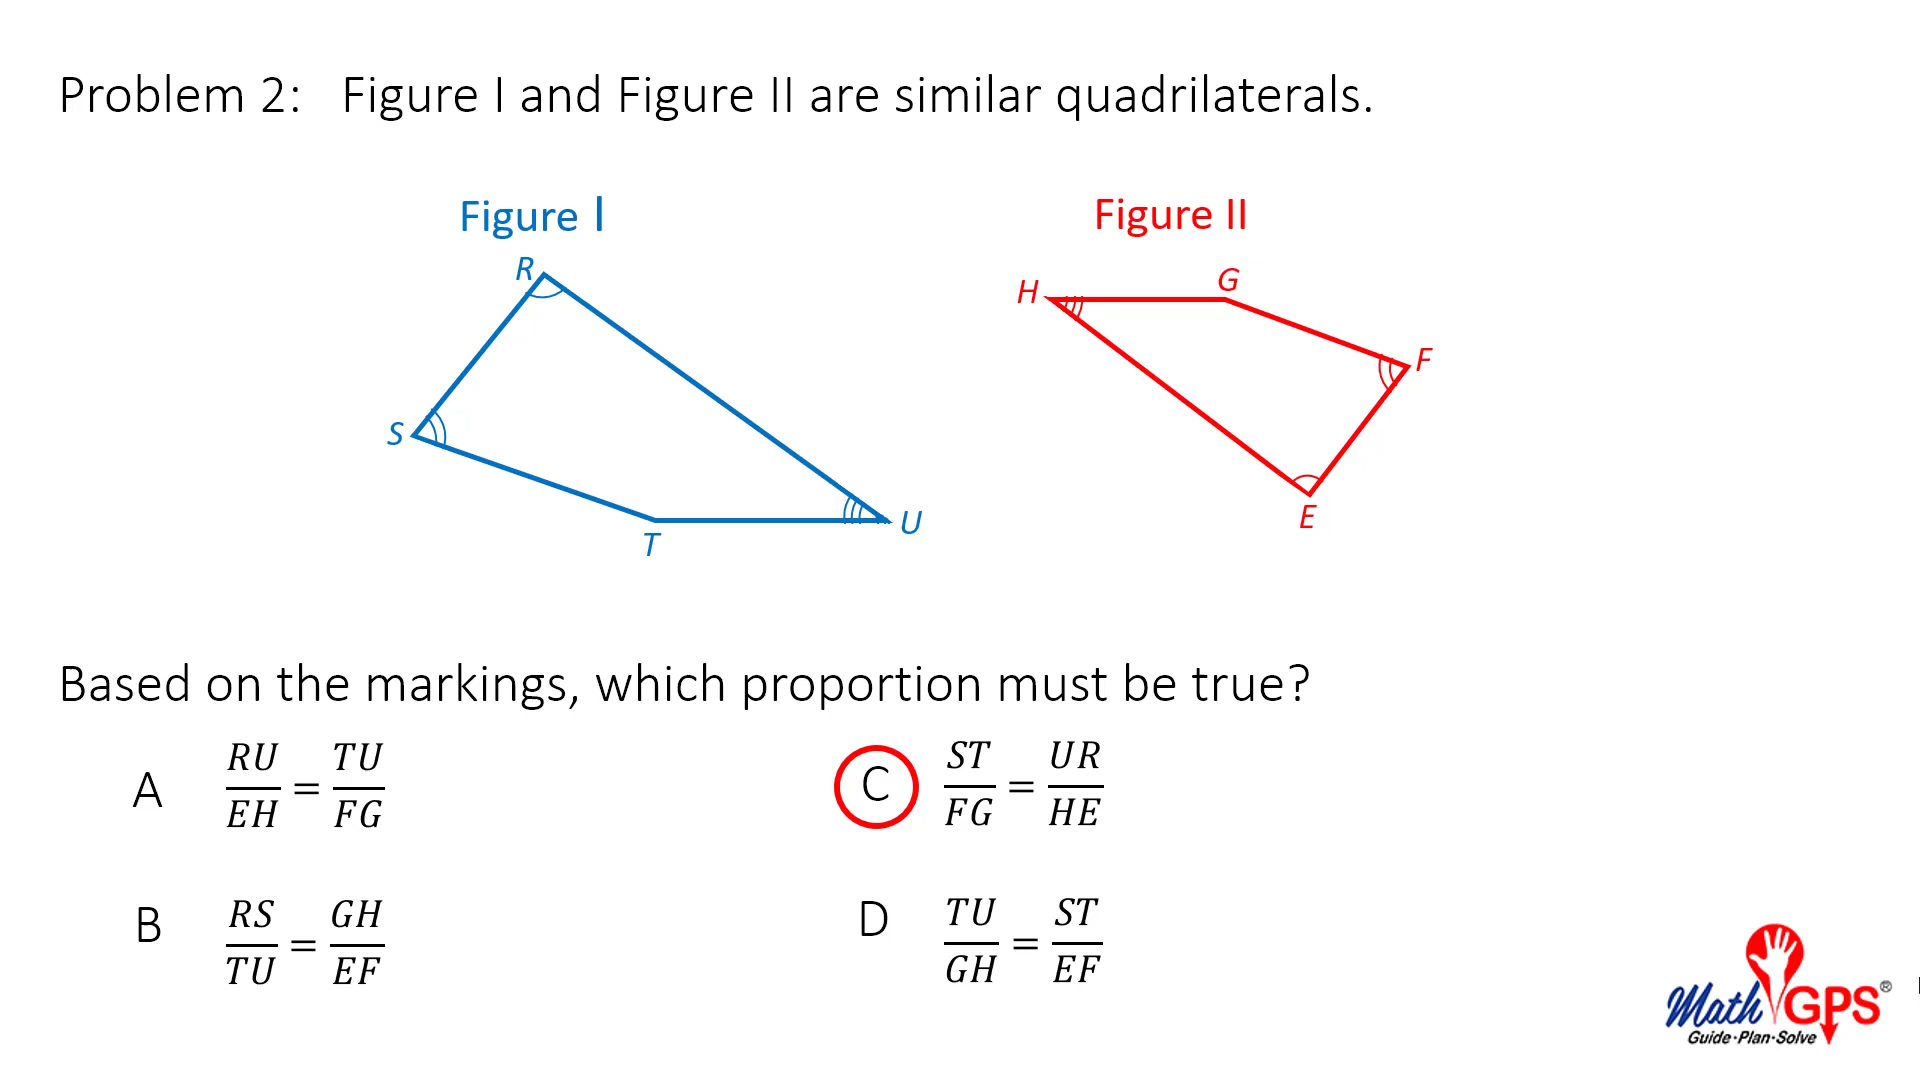 Problem 2: Figure I and Figure II are similar quadrilaterals.
Figure I
Figure II
R
S
T
U
H
G
F
E
Based on the markings, which proportion must be true?
A RU/EH = TU/FG
C ST/FG = UR/HE
B RS/TU = GH/EF
D TU/GH = ST/EF
Math GPS®
Guide·Plan·Solve